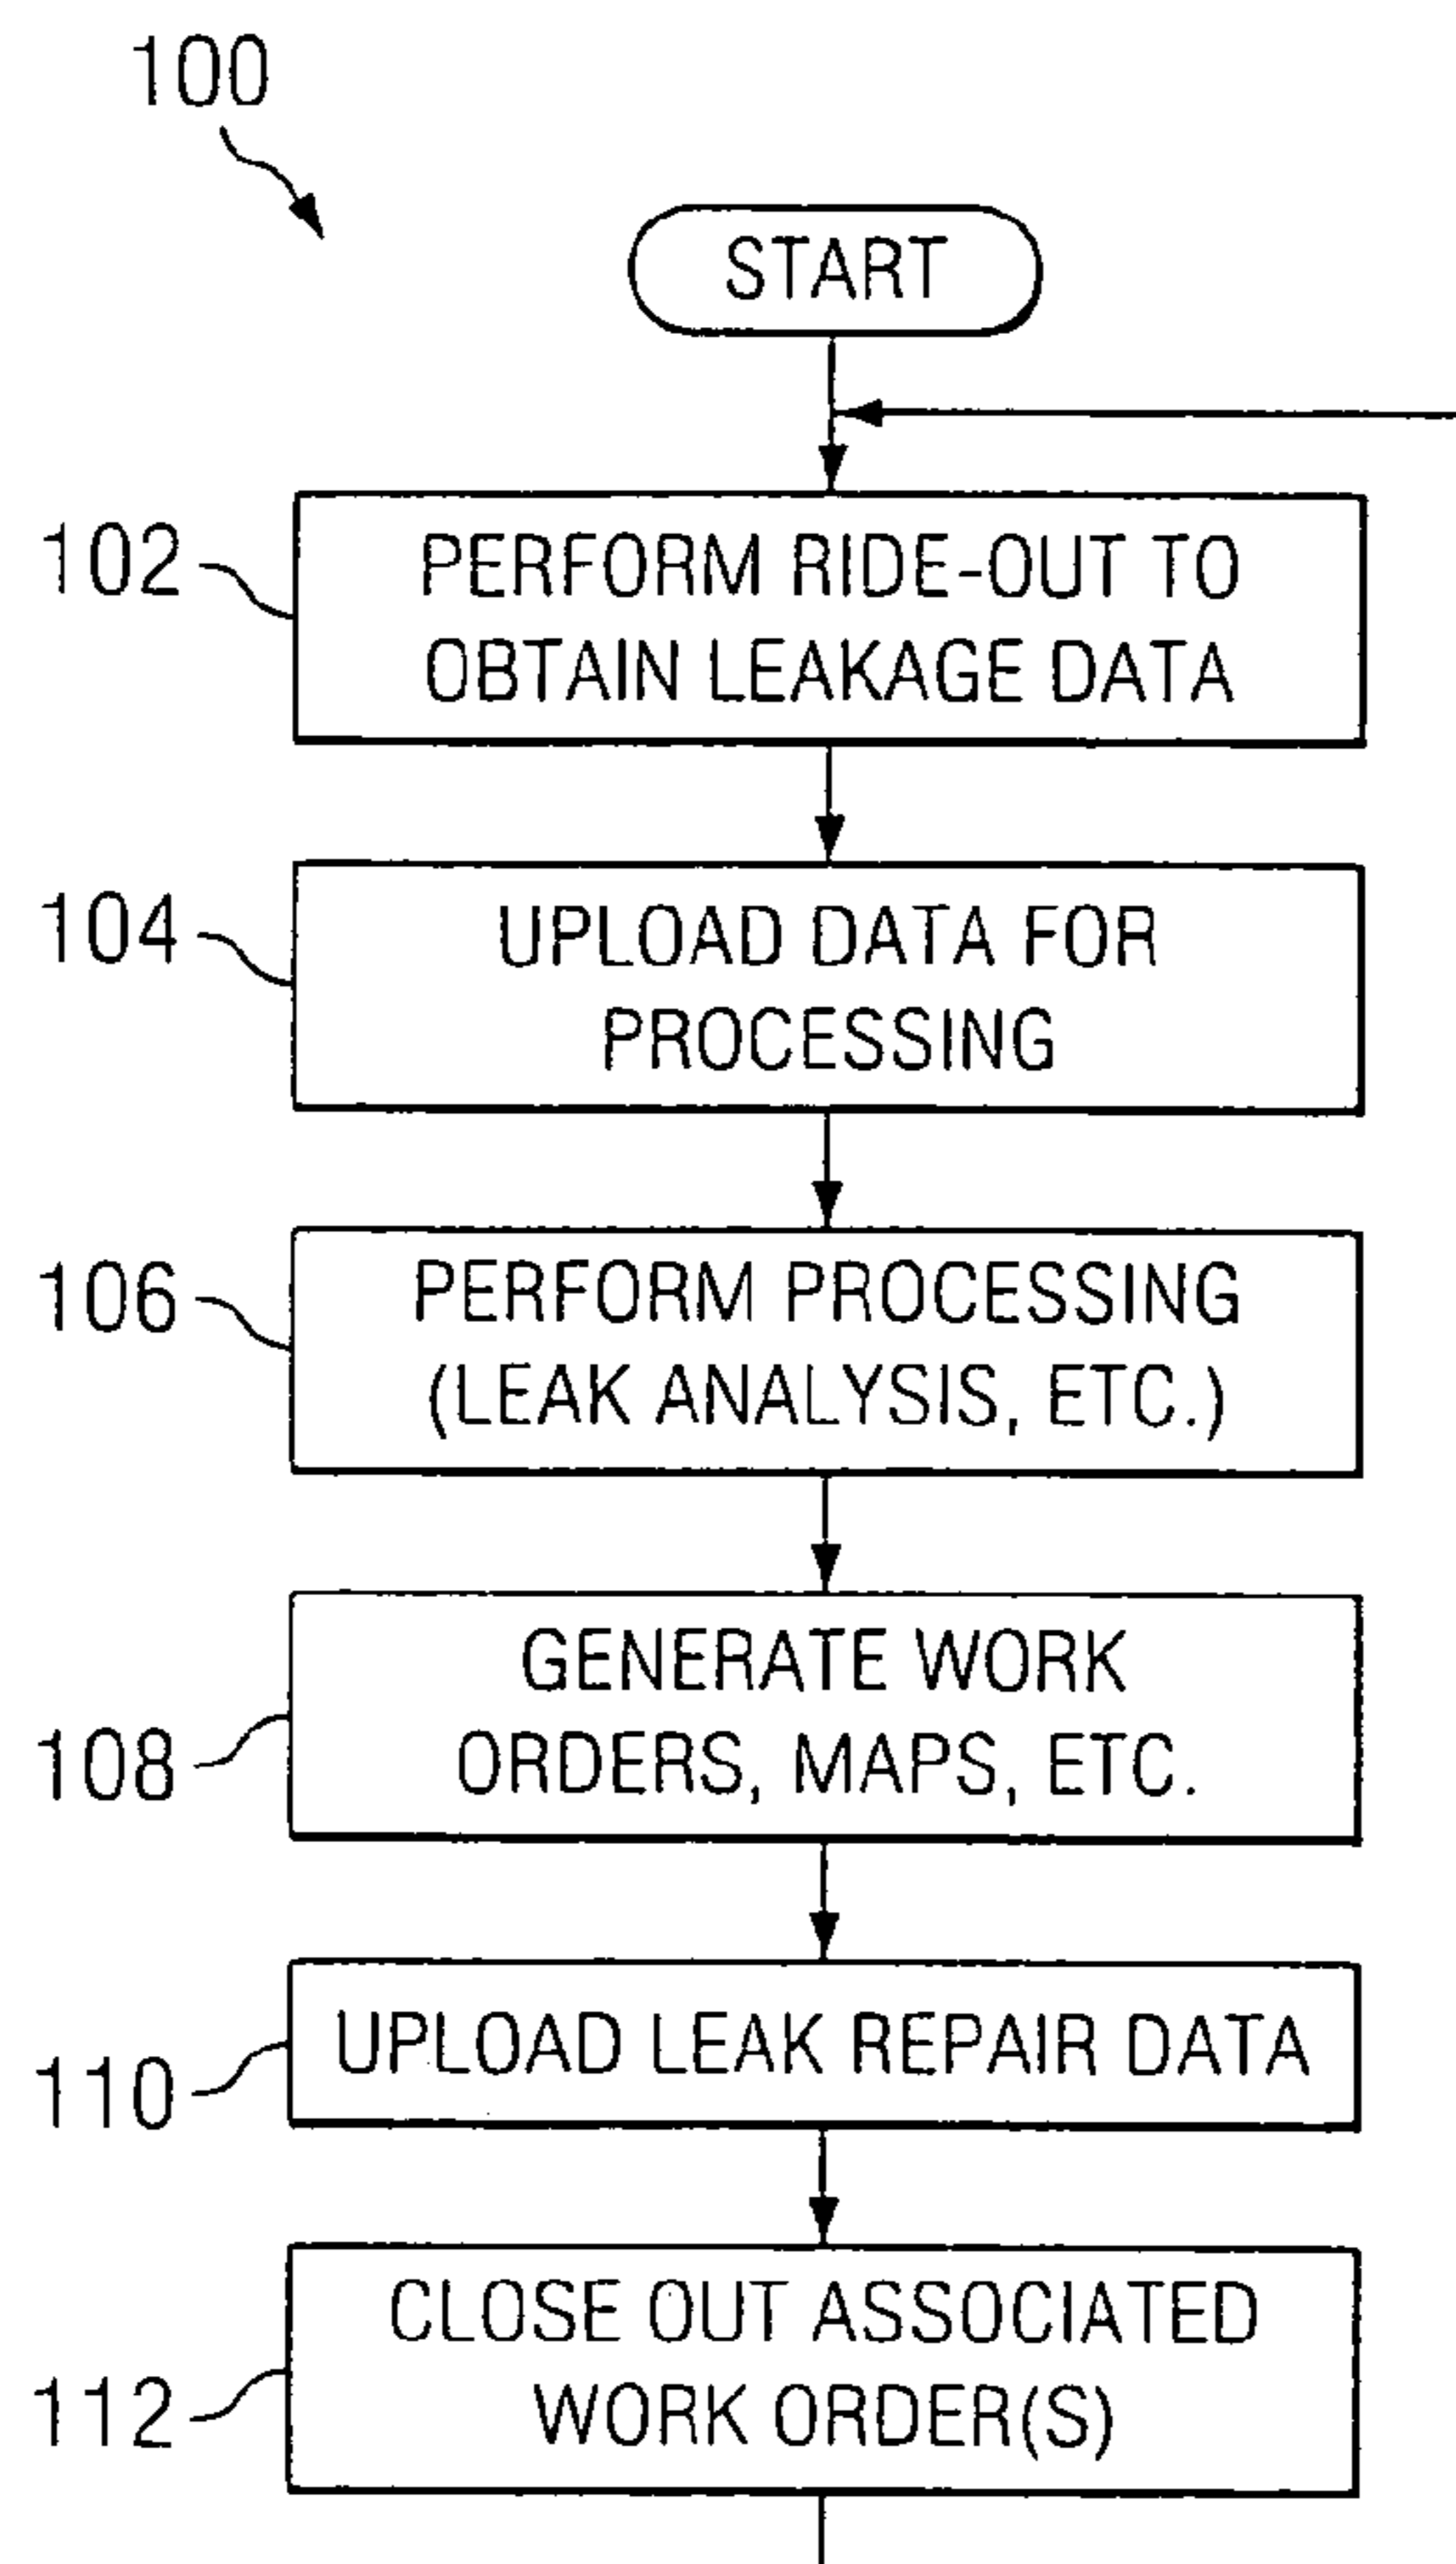 100
START
102
PERFORM RIDE-OUT TO
OBTAIN LEAKAGE DATA
104
UPLOAD DATA FOR
PROCESSING
106
PERFORM PROCESSING
(LEAK ANALYSIS, ETC.)
108
GENERATE WORK
ORDERS, MAPS, ETC.
110
UPLOAD LEAK REPAIR DATA
112
CLOSE OUT ASSOCIATED
WORK ORDER(S)